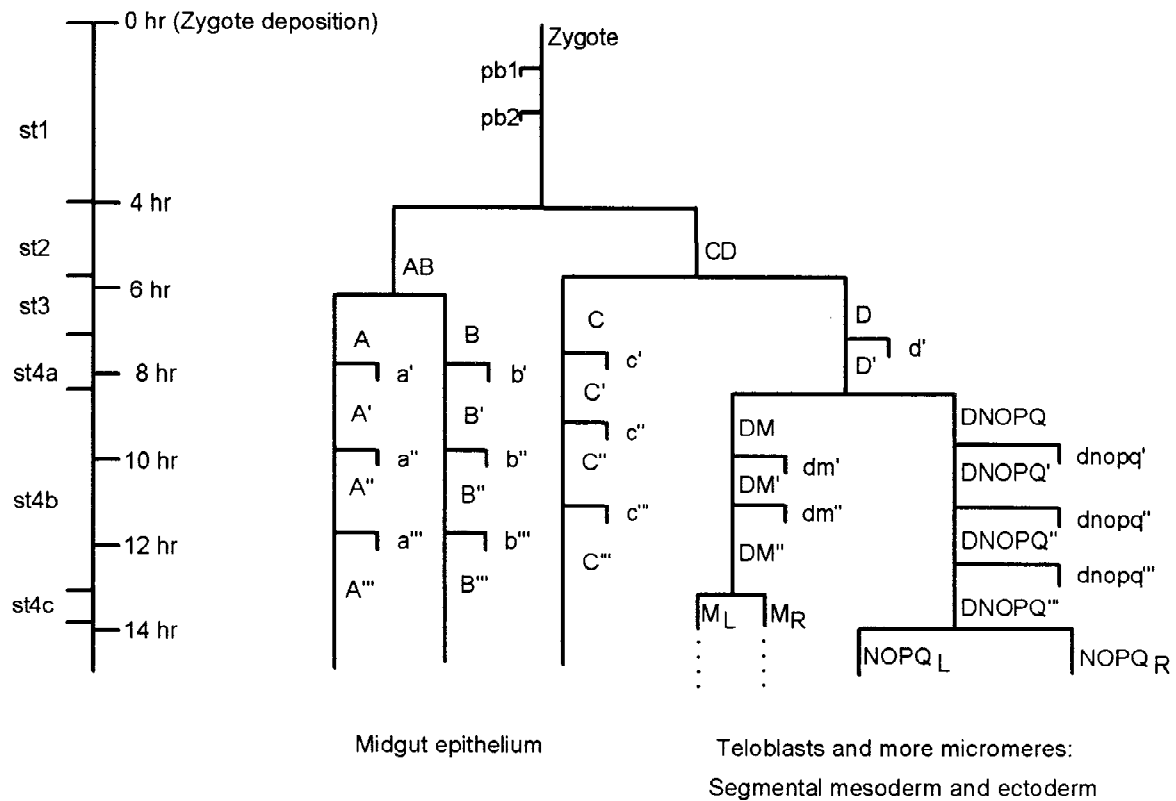 0 hr (Zygote deposition)
Zygote
pb1
pb2
st1
4 hr
st2
CD
AB
6 hr
st3
A
B
C
D
d'
c'
D'
st4a
8 hr
a'
b'
C'
A'
B'
c"
DM
DNOPQ
10 hr
a"
b"
C"
dm'
dnopq'
A"
B"
DM'
DNOPQ'
st4b
c'''
dm"
dnopq"
12 hr
a'''
b'''
C'''
DM"
DNOPQ"
dnopq'''
A'''
B'''
DNOPQ'''
st4c
14 hr
ML
MR
NOPQ L
NOPQ R
Midgut epithelium
Teloblasts and more micromeres:
Segmental mesoderm and ectoderm